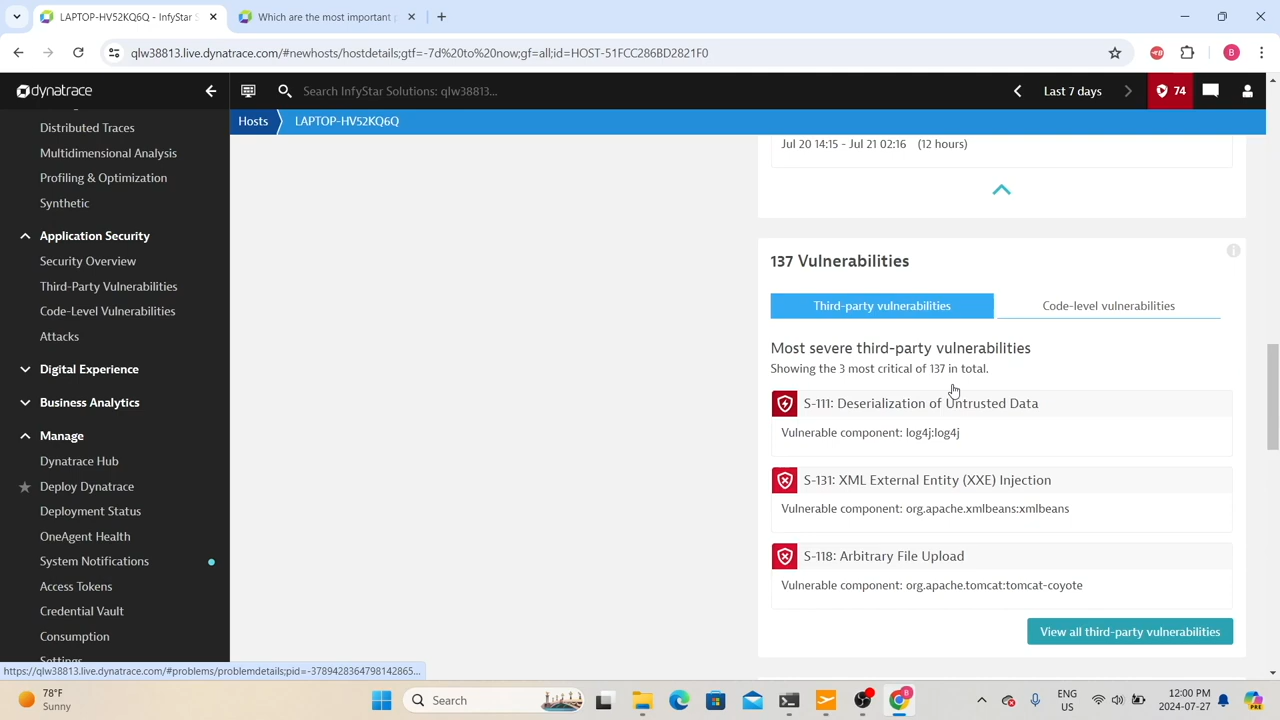 LAPTOP-HV52KQ6Q - InfyStar S
Which are the most important p
qlw38813.live.dynatrace.com/#newhosts/hostdetails;gtf=-7d%20to%20now;gf=all;id=HOST-51FCC286BD2821F0
B
dynatrace
Search InfyStar Solutions: qlw38813...
Last 7 days
74
Hosts
LAPTOP-HV52KQ6Q
Distributed Traces
Multidimensional Analysis
Profiling & Optimization
Synthetic
Application Security
Security Overview
Third-Party Vulnerabilities
Code-Level Vulnerabilities
Attacks
Digital Experience
Business Analytics
Manage
Dynatrace Hub
Deploy Dynatrace
Deployment Status
OneAgent Health
System Notifications
Access Tokens
Credential Vault
Consumption
Settings
Jul 20 14:15 - Jul 21 02:16 (12 hours)
137 Vulnerabilities
Third-party vulnerabilities
Code-level vulnerabilities
Most severe third-party vulnerabilities
Showing the 3 most critical of 137 in total.
S-111: Deserialization of Untrusted Data
Vulnerable component: log4j:log4j
S-131: XML External Entity (XXE) Injection
Vulnerable component: org.apache.xmlbeans:xmlbeans
S-118: Arbitrary File Upload
Vulnerable component: org.apache.tomcat:tomcat-coyote
View all third-party vulnerabilities
https://qlw38813.live.dynatrace.com/#problems/problemdetails;pid=-3789428364798142865...
78°F
Sunny
Search
ENG
US
12:00 PM
2024-07-27